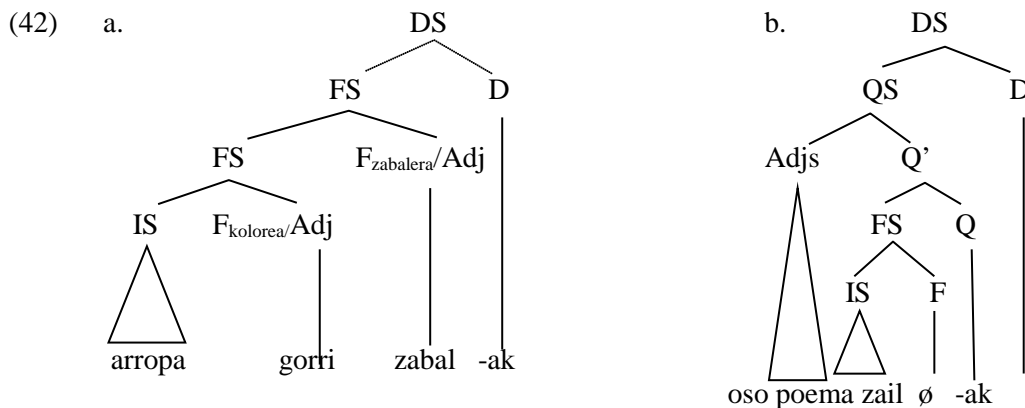 (42) a. DS b. DS
FS D QS D
FS Fzabalera/Adj Adjs Q’
IS Fkolorea/Adj FS Q
IS F
arropa gorri zabal -ak
oso poema zail ø -ak